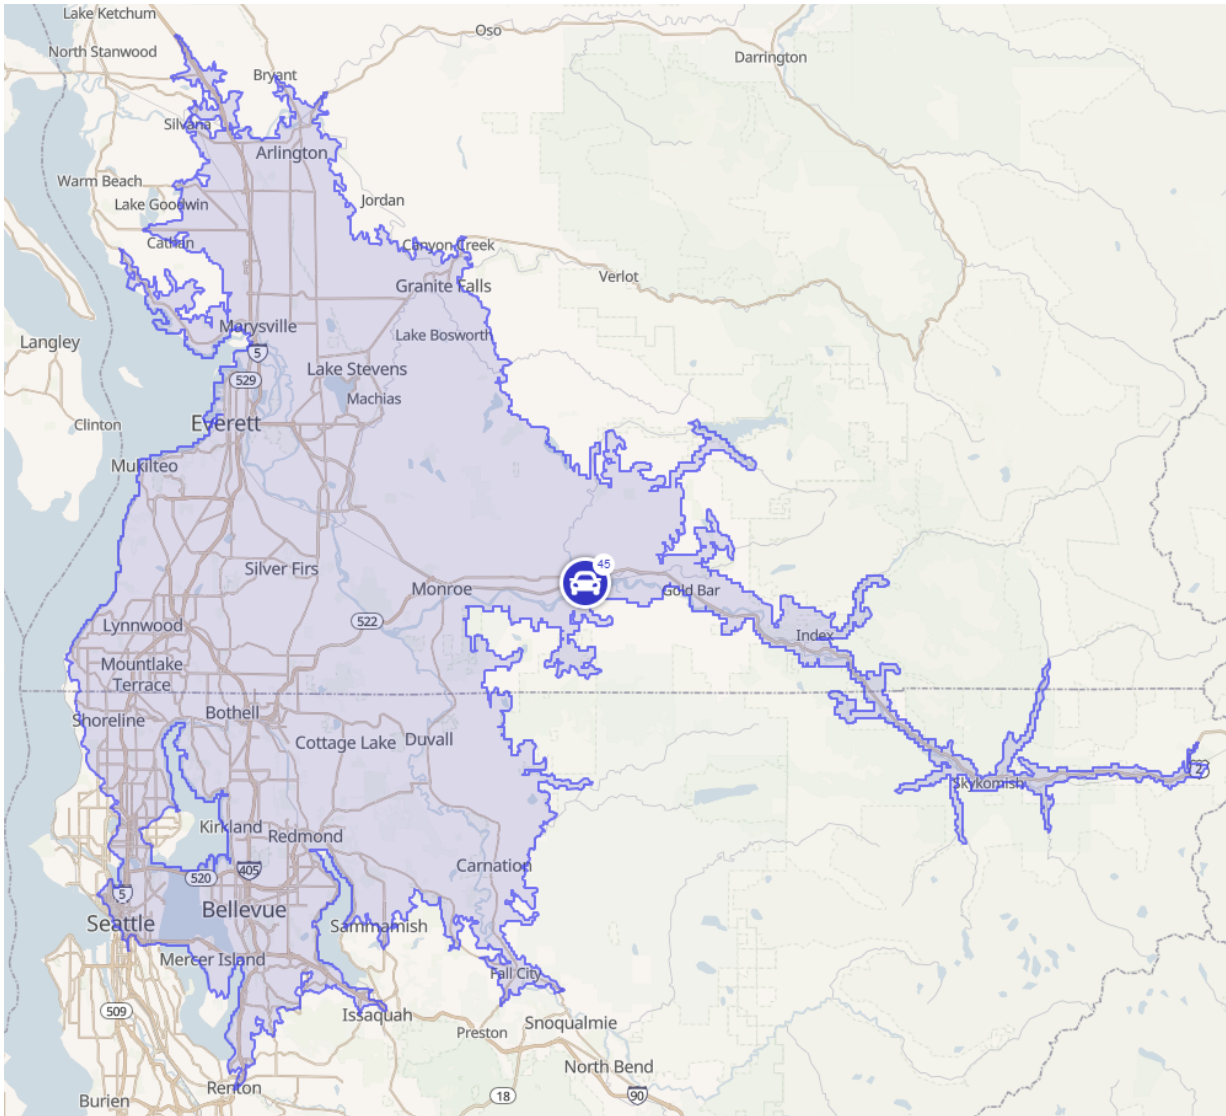 Lake Ketchum
Oso
North Stanwood
Darrington
Bryant
Silvana
Arlington
Warm Beach
Jordan
Lake Goodwin
Cathan
Canyon Creek
Verlot
Granite Falls
Marysville
Lake Bosworth
Langley
5
Lake Stevens
529
Machias
Everett
Clinton
Mukilteo
45
Silver Firs
Monroe
Gold Bar
522
Lynnwood
Index
Mountlake
Terrace
Bothell
Shoreline
Cottage Lake
Duvall
2
Skykomish
Kirkland
Redmond
Carnation
405
520
5
Bellevue
Seattle
Sammamish
Mercer Island
Fall City
509
Issaquah
Snoqualmie
Preston
North Bend
Renton
18
90
Burien